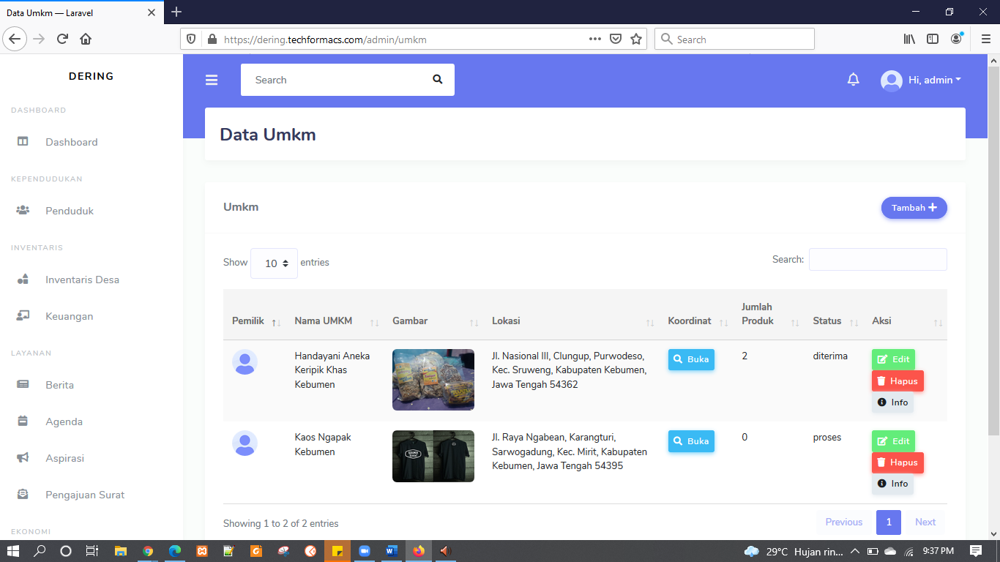 Data Umkm — Laravel
https://dering.techformacs.com/admin/umkm
Search
DERING
Search
Hi, admin
DASHBOARD
Dashboard
Data Umkm
KEPENDUDUKAN
Penduduk
Umkm
Tambah
INVENTARIS
Inventaris Desa
Keuangan
Show 10 entries
Search:
Pemilik
Nama UMKM
Gambar
Lokasi
Koordinat
Jumlah
Produk
Status
Aksi
LAYANAN
Berita
Agenda
Aspirasi
Pengajuan Surat
EKONOMI
Handayani Aneka
Keripik Khas
Kebumen
Jl. Nasional III, Clungup, Purwodeso,
Kec. Sruweng, Kabupaten Kebumen,
Jawa Tengah 54362
Buka
2
diterima
Edit
Hapus
Info
Kaos Ngapak
Kebumen
Jl. Raya Ngabean, Karangturi,
Sarwogadung, Kec. Mirit, Kabupaten
Kebumen, Jawa Tengah 54395
Buka
0
proses
Edit
Hapus
Info
Showing 1 to 2 of 2 entries
Previous
1
Next
29°C Hujan rin...
9:37 PM